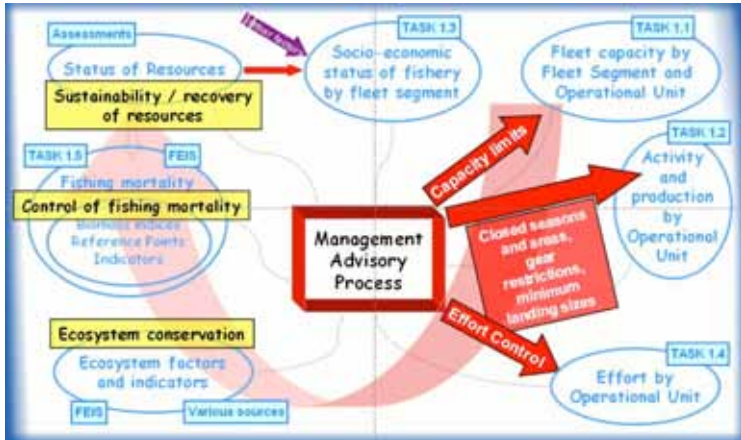 Assessments
Status of Resources
Sustainability / recovery
of resources
TASK 1.3
Socio-economic
status of fishery
by fleet segment
TASK 1.1
Fleet capacity by
Fleet Segment and
Operational Unit
TASK 1.2
Activity
and
production
by
Operational
Unit
TASK 1.5
FEIS
Fishing mortality
Control of fishing mortality
Biomass indices
Reference Points
Indicators
Management
Advisory
Process
Capacity limits
Closed seasons
and areas,
gear
restrictions,
minimum
landing sizes
Effort Control
Ecosystem conservation
Ecosystem factors
and indicators
FEIS
Various sources
TASK 1.4
Effort by
Operational Unit